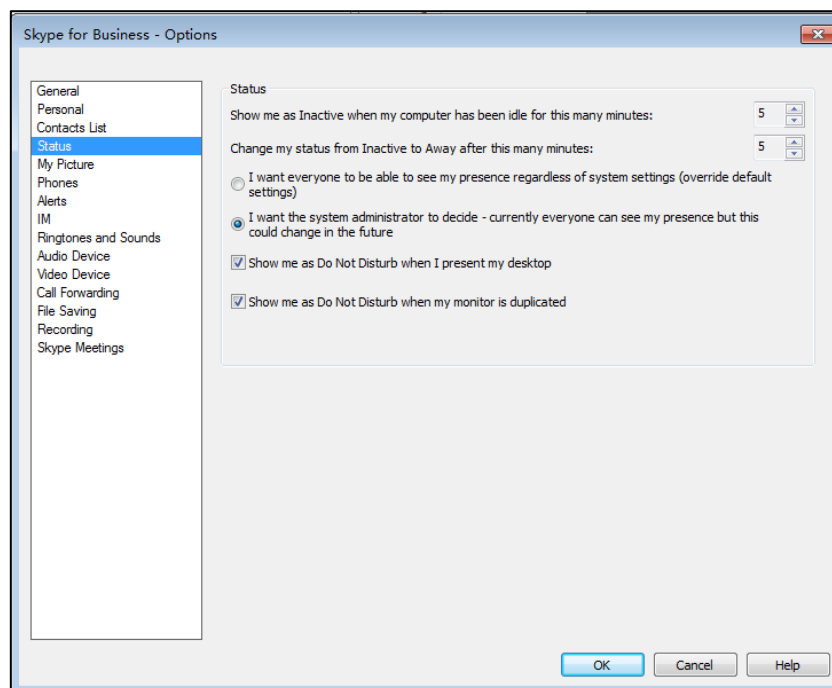 Skype for Business - Options
General
Personal
Contacts List
Status
My Picture
Phones
Alerts
IM
Ringtones and Sounds
Audio Device
Video Device
Call Forwarding
File Saving
Recording
Skype Meetings
Status
Show me as Inactive when my computer has been idle for this many minutes: 5
Change my status from Inactive to Away after this many minutes: 5
I want everyone to be able to see my presence regardless of system settings (override default
settings)
I want the system administrator to decide - currently everyone can see my presence but this
could change in the future
Show me as Do Not Disturb when I present my desktop
Show me as Do Not Disturb when my monitor is duplicated
OK Cancel Help